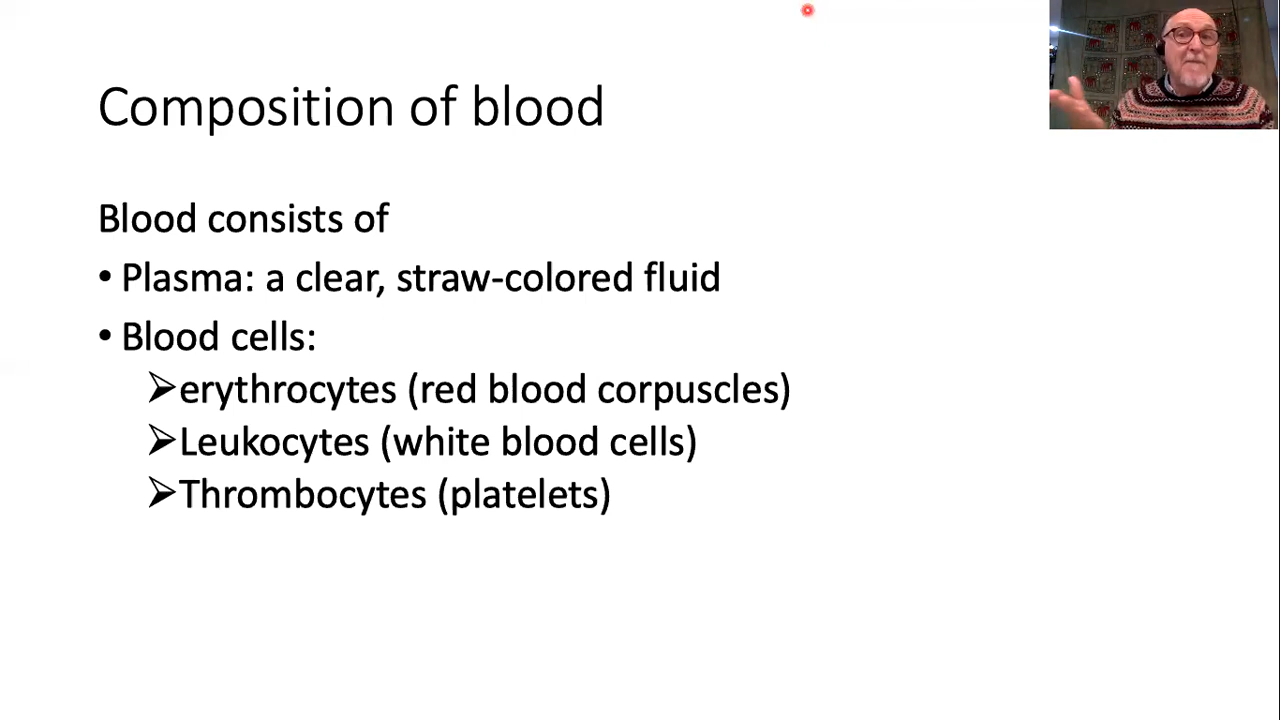 Composition of blood
Blood consists of
• Plasma: a clear, straw-colored fluid
• Blood cells:
➢erythrocytes (red blood corpuscles)
➢Leukocytes (white blood cells)
➢Thrombocytes (platelets)